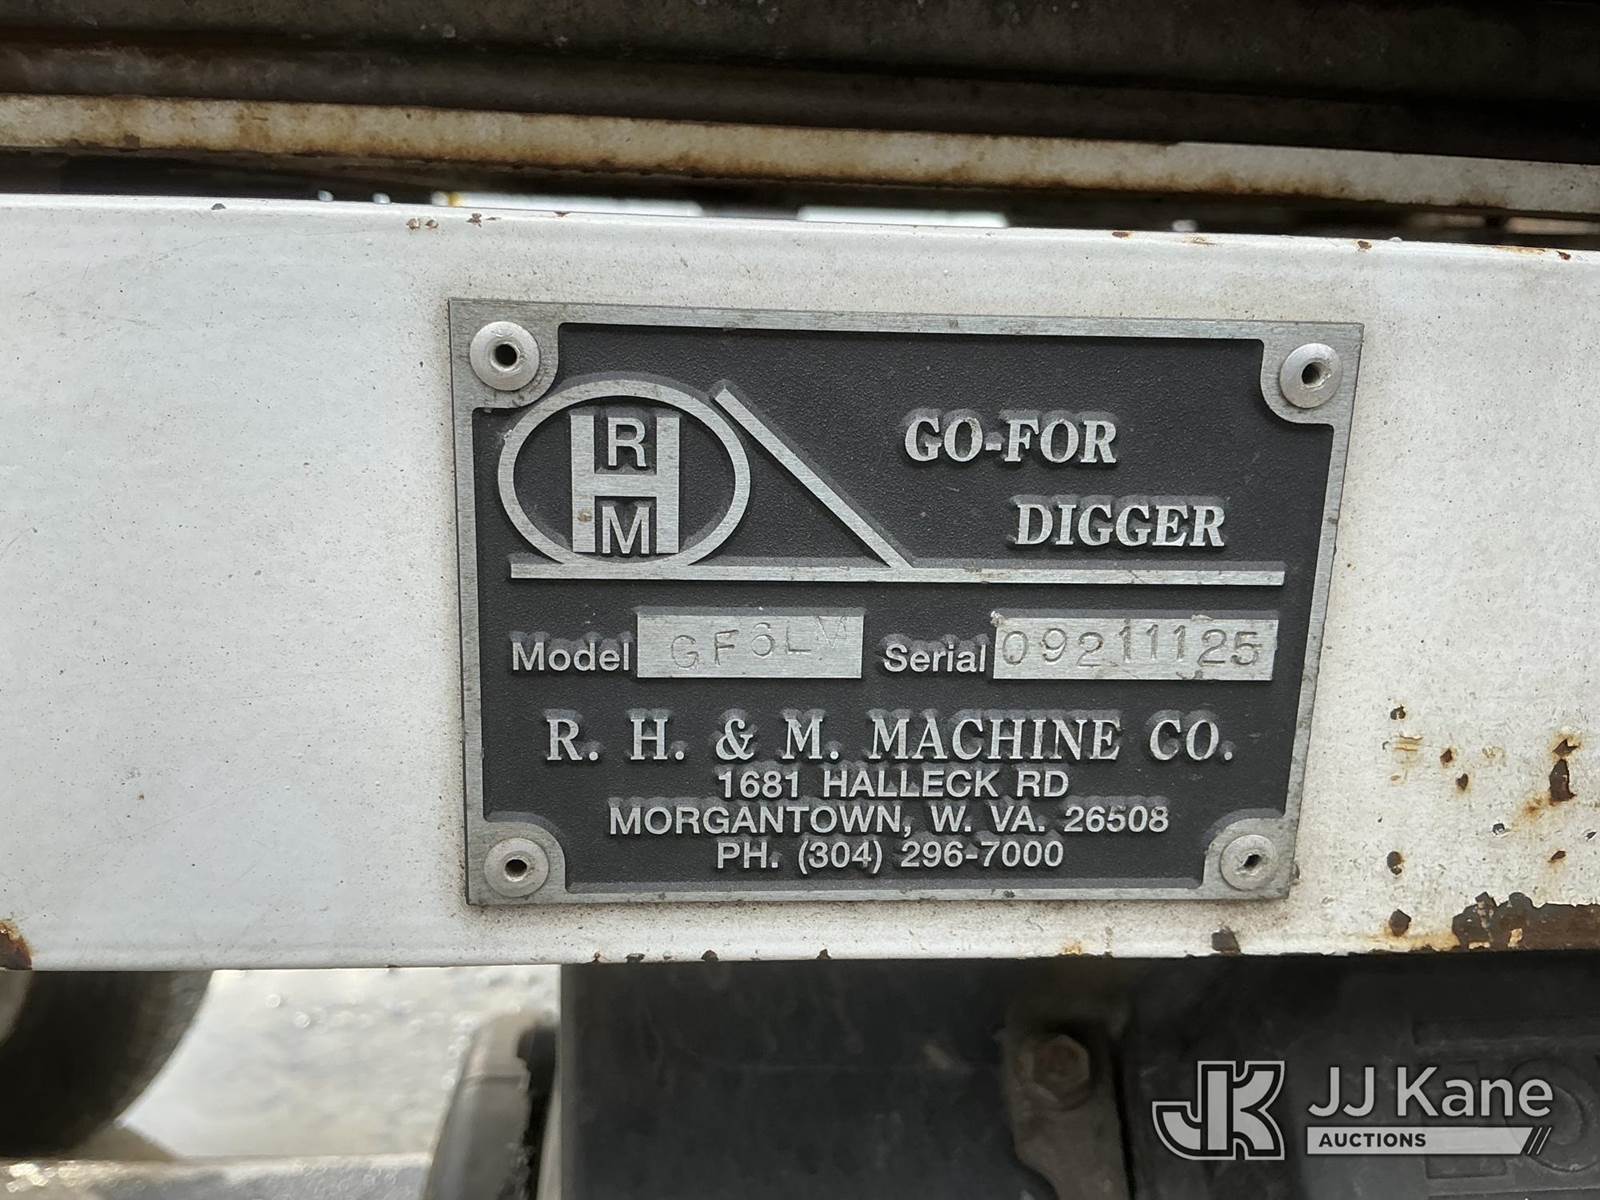 R
H
M
GO-FOR
DIGGER
Model GF6LM Serial 09211125
R. H. & M. MACHINE CO.
1681 HALLECK RD
MORGANTOWN, W. VA. 26508
PH. (304) 296-7000
JK JJ Kane
AUCTIONS